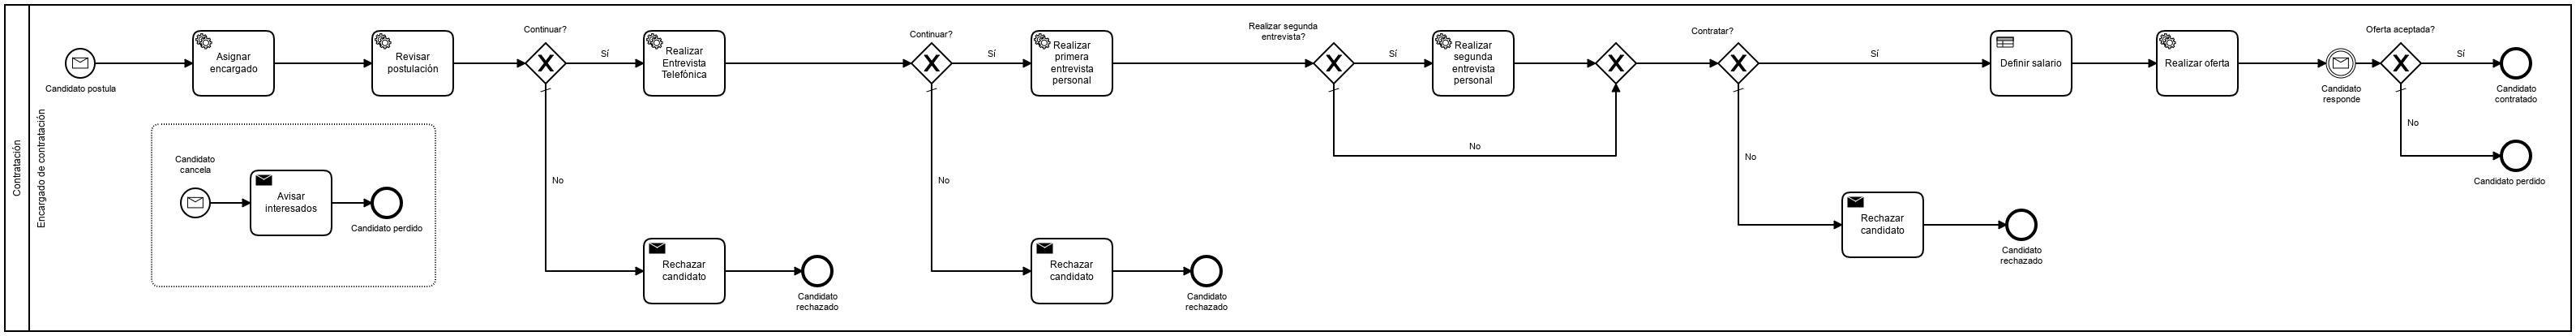 Contratación
Encargado de contratación
Candidato postula
Asignar
encargado
Revisar
postulación
Continuar?
Sí
No
Realizar
Entrevista
Telefónica
Rechazar
candidato
Candidato
rechazado
Continuar?
Sí
No
Realizar
primera
entrevista
personal
Rechazar
candidato
Candidato
rechazado
Realizar segunda
entrevista?
Sí
No
Realizar
segunda
entrevista
personal
Contratar?
Sí
No
Rechazar
candidato
Candidato
rechazado
Definir salario
Realizar oferta
Candidato
responde
Oferta aceptada?
Sí
No
Candidato
contratado
Candidato perdido
Candidato
cancela
Avisar
interesados
Candidato perdido